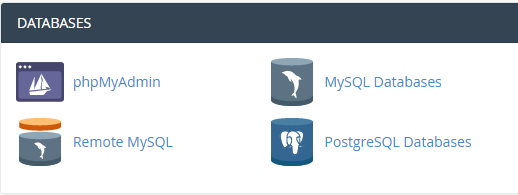 DATABASES
phpMyAdmin
MySQL Databases
Remote MySQL
PostgreSQL Databases